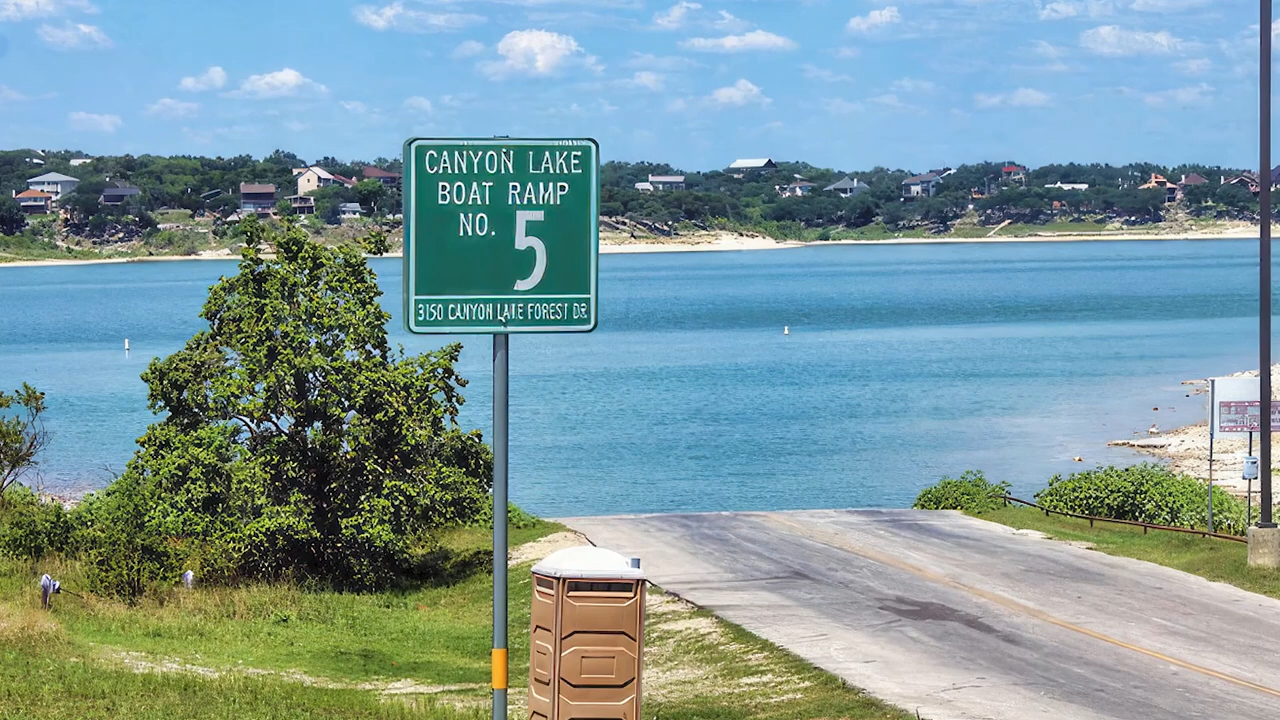 CANYON LAKE
BOAT RAMP
NO. 5
3150 CANYON LAKE FOREST DR